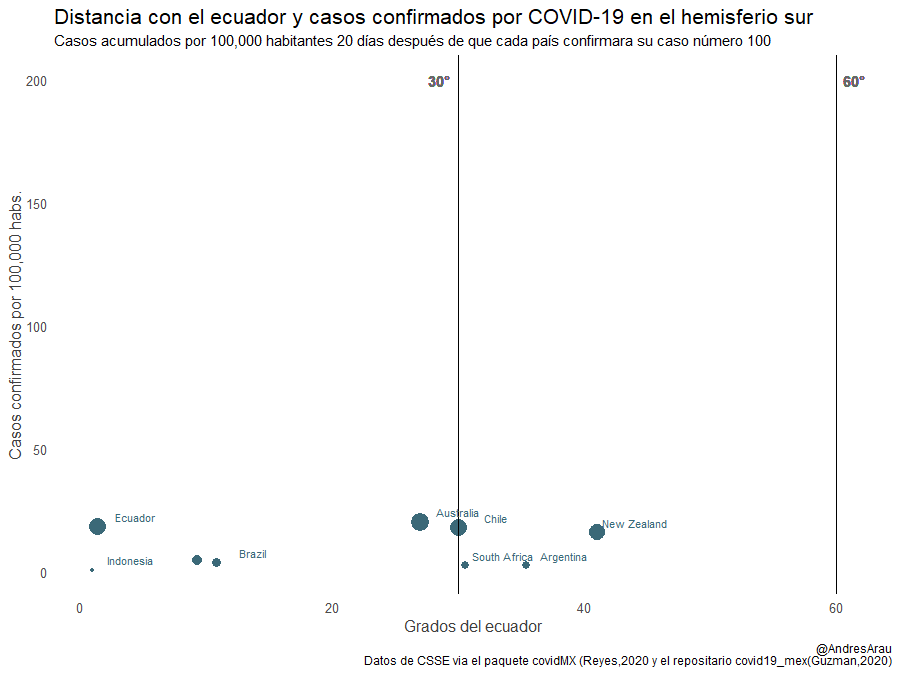 Distancia con el ecuador y casos confirmados por COVID-19 en el hemisferio sur
Casos acumulados por 100,000 habitantes 20 días después de que cada país confirmara su caso número 100
Casos confirmados por 100,000 habs.
200
150
100
50
0
30°
60°
Ecuador
Indonesia
Brazil
Australia
Chile
New Zealand
South Africa
Argentina
0
20
40
60
Grados del ecuador
@AndresArau
Datos de CSSE via el paquete covidMX (Reyes,2020 y el repositario covid19_mex(Guzman,2020)